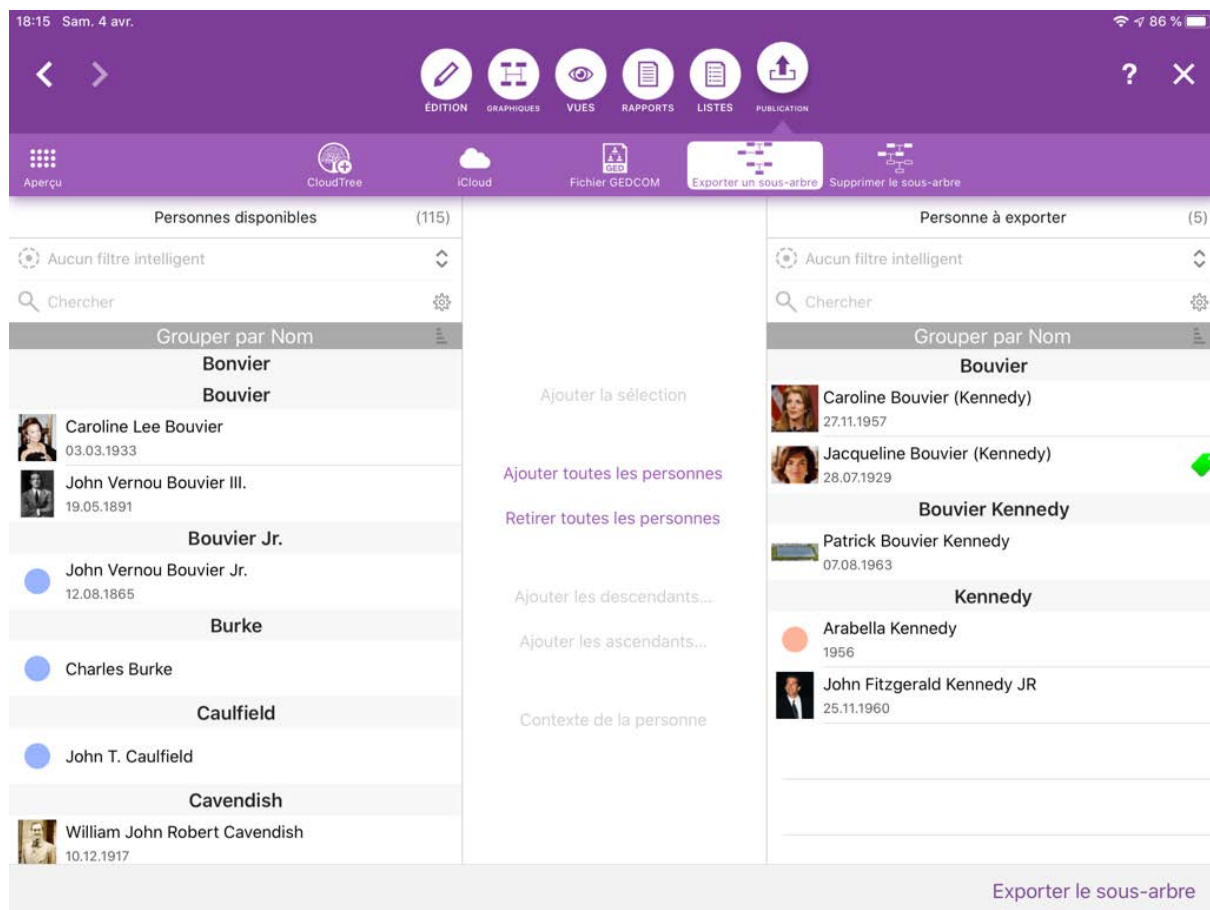 18:15 Sam. 4 avr.
86 %
?
ÉDITION
GRAPHIQUES
VUES
RAPPORTS
LISTES
PUBLICATION
Aperçu
CloudTree
iCloud
GED
Fichier GEDCOM
Exporter un sous-arbre
Supprimer le sous-arbre
Personnes disponibles (115)
Aucun filtre intelligent
Chercher
Grouper par Nom
Bonvier
Bouvier
Caroline Lee Bouvier
03.03.1933
John Vernou Bouvier III.
19.05.1891
Bouvier Jr.
John Vernou Bouvier Jr.
12.08.1865
Burke
Charles Burke
Caulfield
John T. Caulfield
Cavendish
William John Robert Cavendish
10.12.1917
Ajouter la sélection
Ajouter toutes les personnes
Retirer toutes les personnes
Ajouter les descendants...
Ajouter les ascendants...
Contexte de la personne
Personne à exporter (5)
Aucun filtre intelligent
Chercher
Grouper par Nom
Bouvier
Caroline Bouvier (Kennedy)
27.11.1957
Jacqueline Bouvier (Kennedy)
28.07.1929
Bouvier Kennedy
Patrick Bouvier Kennedy
07.08.1963
Kennedy
Arabella Kennedy
1956
John Fitzgerald Kennedy JR
25.11.1960
Exporter le sous-arbre